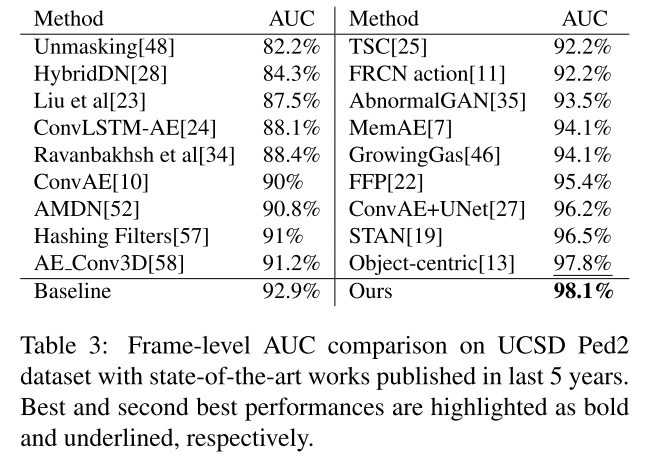 Method AUC Method AUC
Unmasking[48] 82.2% TSC[25] 92.2%
HybridDN[28] 84.3% FRCN action[11] 92.2%
Liu et al[23] 87.5% AbnormalGAN[35] 93.5%
ConvLSTM-AE[24] 88.1% MemAE[7] 94.1%
Ravanbakhsh et al[34] 88.4% GrowingGas[46] 94.1%
ConvAE[10] 90% FFP[22] 95.4%
AMDN[52] 90.8% ConvAE+UNet[27] 96.2%
Hashing Filters[57] 91% STAN[19] 96.5%
AE_Conv3D[58] 91.2% Object-centric[13] 97.8%
Baseline 92.9% Ours 98.1%
Table 3: Frame-level AUC comparison on UCSD Ped2
dataset with state-of-the-art works published in last 5 years.
Best and second best performances are highlighted as bold
and underlined, respectively.